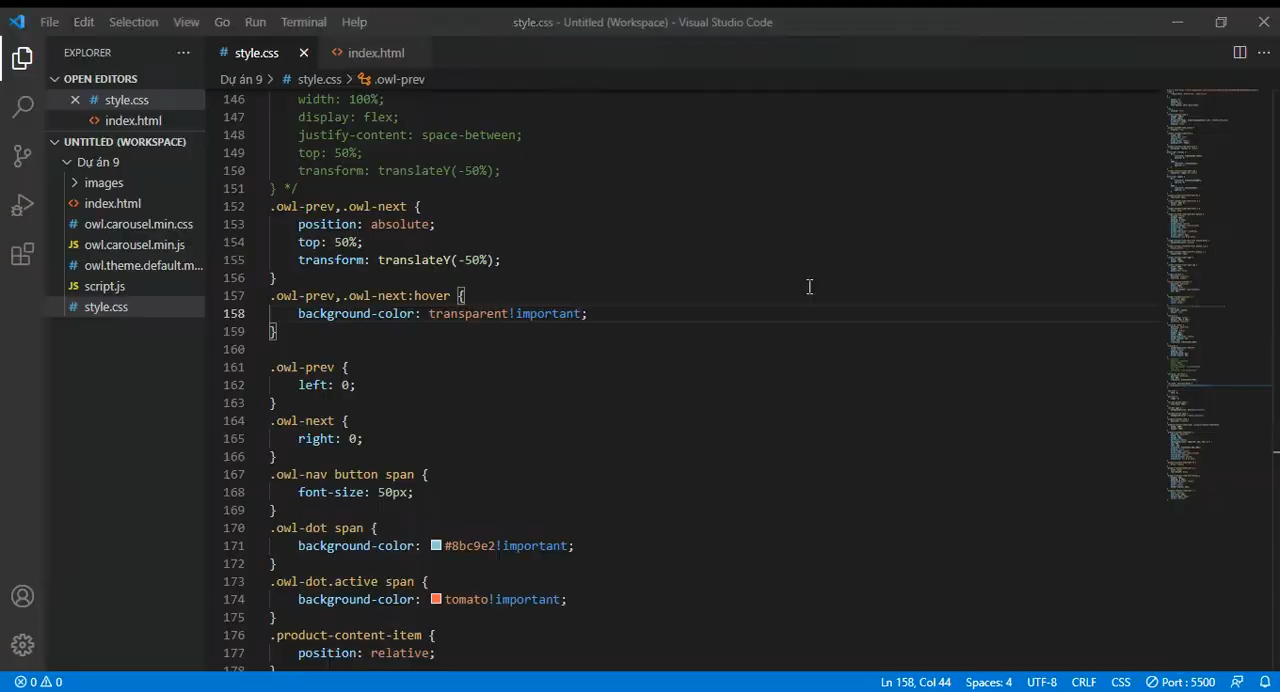 File Edit Selection View Go Run Terminal Help
style.css - Untitled (Workspace) - Visual Studio Code
EXPLORER
OPEN EDITORS
style.css
index.html
UNTITLED (WORKSPACE)
Dự án 9
images
index.html
owl.carousel.min.css
owl.carousel.min.js
owl.theme.default.m...
script.js
style.css
style.css
index.html
Dự án 9 > # style.css > .owl-prev
146 width: 100%;
147 display: flex;
148 justify-content: space-between;
149 top: 50%;
150 transform: translateY(-50%);
151 } */
152 .owl-prev,.owl-next {
153 position: absolute;
154 top: 50%;
155 transform: translateY(-50%);
156 }
157 .owl-prev,.owl-next:hover {
158 background-color: transparent!important;
159 }
160
161 .owl-prev {
162 left: 0;
163 }
164 .owl-next {
165 right: 0;
166 }
167 .owl-nav button span {
168 font-size: 50px;
169 }
170 .owl-dot span {
171 background-color: #8bc9e2!important;
172 }
173 .owl-dot.active span {
174 background-color: tomato!important;
175 }
176 .product-content-item {
177 position: relative;
178 }
0 0 Ln 158, Col 44 Spaces: 4 UTF-8 CRLF CSS Port : 5500